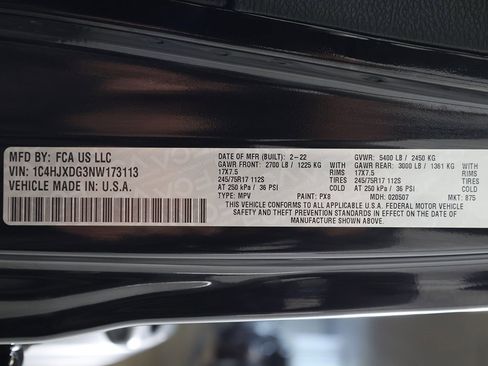 MFD BY: FCA US LLC
VIN: 1C4HJXDG3NW173113
VEHICLE MADE IN: U.S.A.
DATE OF MFR (BUILT): 2-22 GVWR: 5400 LB / 2450 KG
GAWR FRONT: 2700 LB / 1225 KG WITH GAWR REAR: 3000 LB / 1361 KG WITH
17X7.5 RIMS 17X7.5 RIMS
245/75R17 112S TIRES 245/75R17 112S TIRES
AT 250 kPa / 36 PSI COLD AT 250 kPa / 36 PSI COLD
TYPE: MPV PAINT: PX8 MDH: 020507 MKT: 875
THIS VEHICLE CONFORMS TO ALL APPLICABLE U.S.A. FEDERAL MOTOR VEHICLE
SAFETY AND THEFT PREVENTION STANDARDS IN EFFECT ON THE DATE OF
MANUFACTURE SHOWN ABOVE.